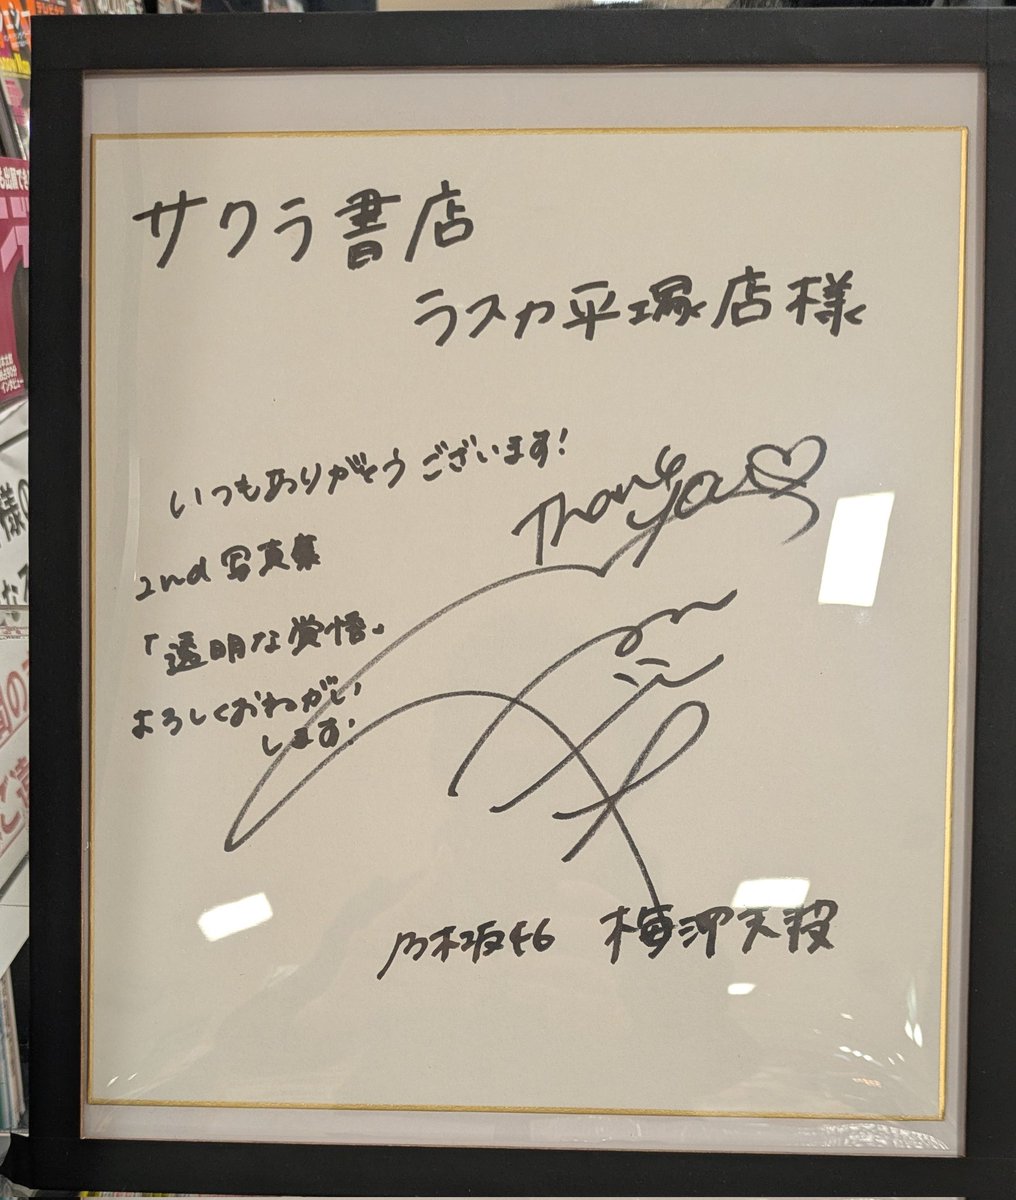 サクラ書店
ラスカ平塚店様
いつもありがとうございます!
Thank you♡
2nd 写真集
「透明な覚悟」
よろしくおねがい
します!
乃木坂46 梅澤美波